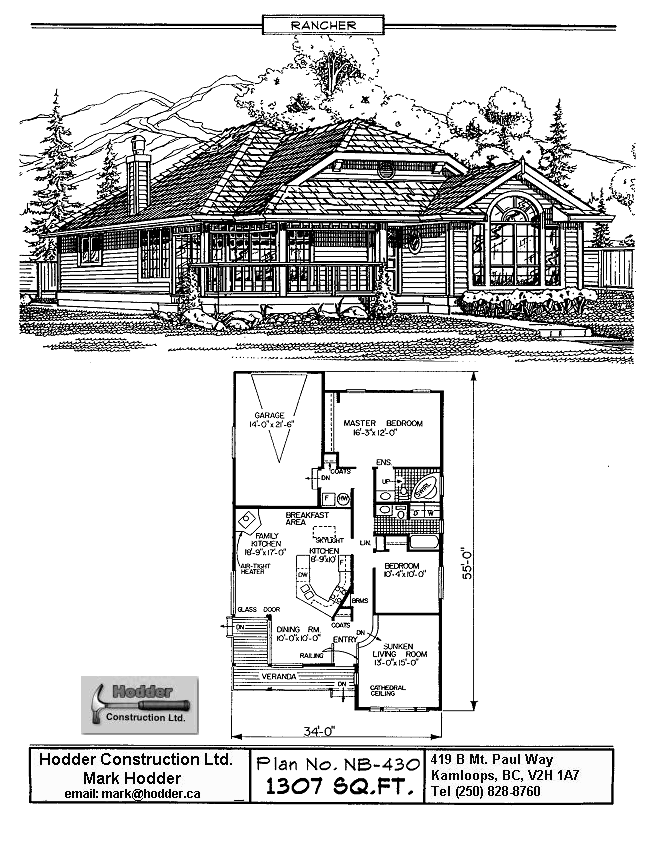 RANCHER
GARAGE
14'-0"x 21'-6"
MASTER BEDROOM
16'-3"x 12'-0"
ENS.
COATS
DN
UP
SWIRL
F
HW
D W
BREAKFAST
AREA
SKYLIGHT
FAMILY
KITCHEN
18'-9"x 17'-0"
KITCHEN
8'-9"x10'
LIN.
F
DW
AIR-TIGHT
HEATER
BEDROOM
10'-4"x 10'-0"
BRMS
55'-0"
GLASS DOOR
DN
DINING RM
10'-0"x 10'-0"
COATS
DN
ENTRY
RAILING
SUNKEN
LIVING ROOM
13'-0"x 15'-0"
VERANDA
DN
CATHEDRAL
CEILING
34'-0"
Hodder
Construction Ltd.
Hodder Construction Ltd.
Mark Hodder
email: mark@hodder.ca
Plan No. NB-430
1307 SQ.FT.
419 B Mt. Paul Way
Kamloops, BC, V2H 1A7
Tel (250) 828-8760